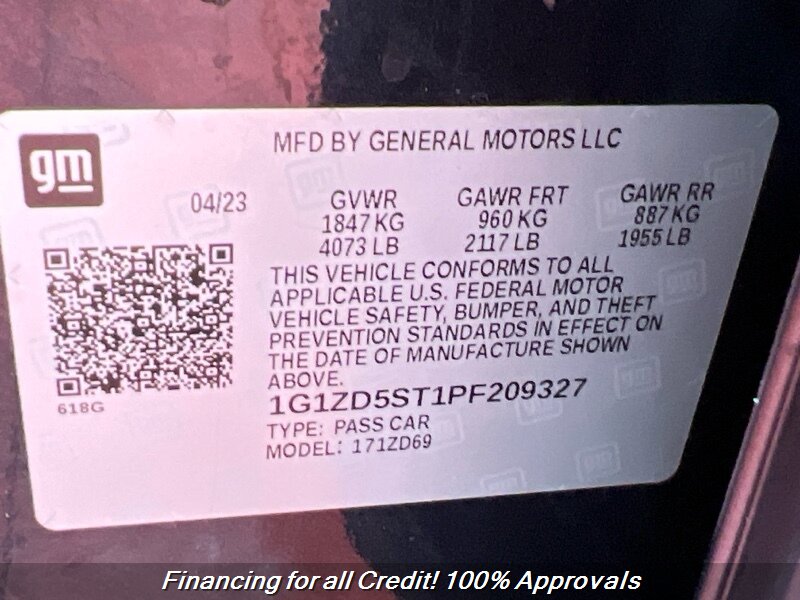 gm
MFD BY GENERAL MOTORS LLC
04/23
GVWR GAWR FRT GAWR RR
1847 KG 960 KG 887 KG
4073 LB 2117 LB 1955 LB
THIS VEHICLE CONFORMS TO ALL
APPLICABLE U.S. FEDERAL MOTOR
VEHICLE SAFETY, BUMPER, AND THEFT
PREVENTION STANDARDS IN EFFECT ON
THE DATE OF MANUFACTURE SHOWN
ABOVE.
618G
1G1ZD5ST1PF209327
TYPE: PASS CAR
MODEL: 171ZD69
Financing for all Credit! 100% Approvals